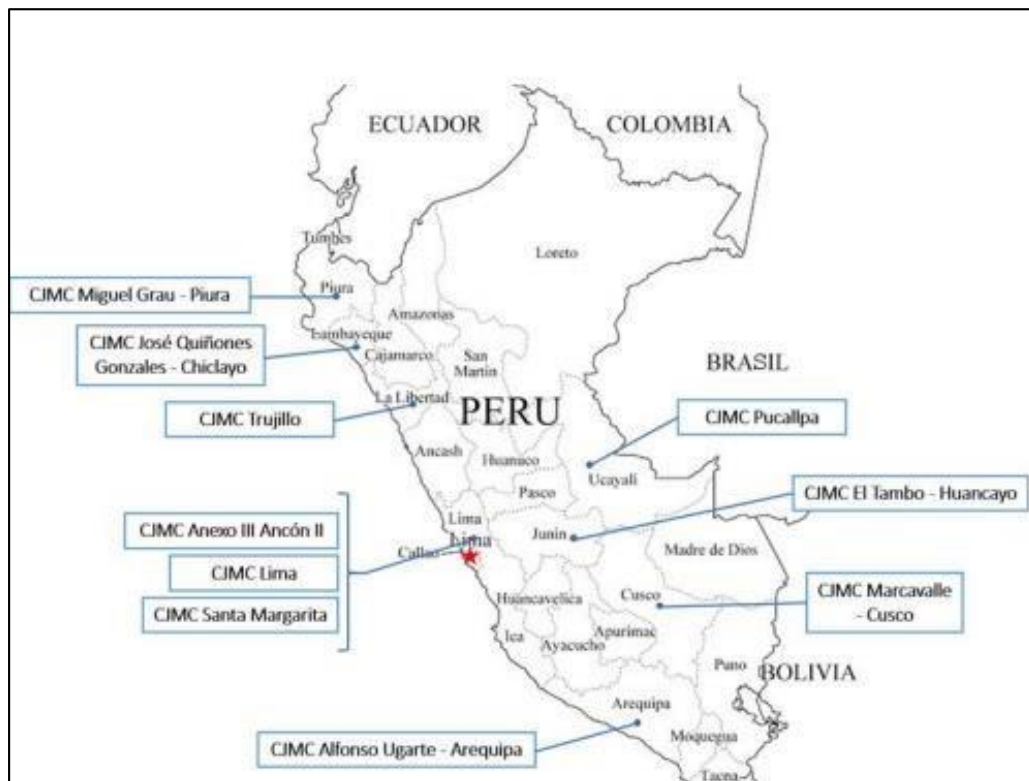 ECUADOR
COLOMBIA
Tumbes
Loreto
Piura
CJMC Miguel Grau - Piura
Amazonas
Lambayeque
CJMC José Quiñones
Gonzales - Chiclayo
Cajamarco
San
Martín
BRASIL
La Libertad
PERU
CJMC Trujillo
CJMC Pucallpa
Ancash
Huanuco
Ucayali
Pasco
CJMC El Tambo - Huancayo
Lima
CJMC Anexo III Ancón II
Lima
Junin
Callao
Madre de Dios
CJMC Lima
CJMC Santa Margarita
Huancavelica
Cusco
CJMC Marcavalle
- Cusco
Ica
Ayacucho
Apurimac
Puno
BOLIVIA
Arequipa
CJMC Alfonso Ugarte - Arequipa
Moquegua
Tacna